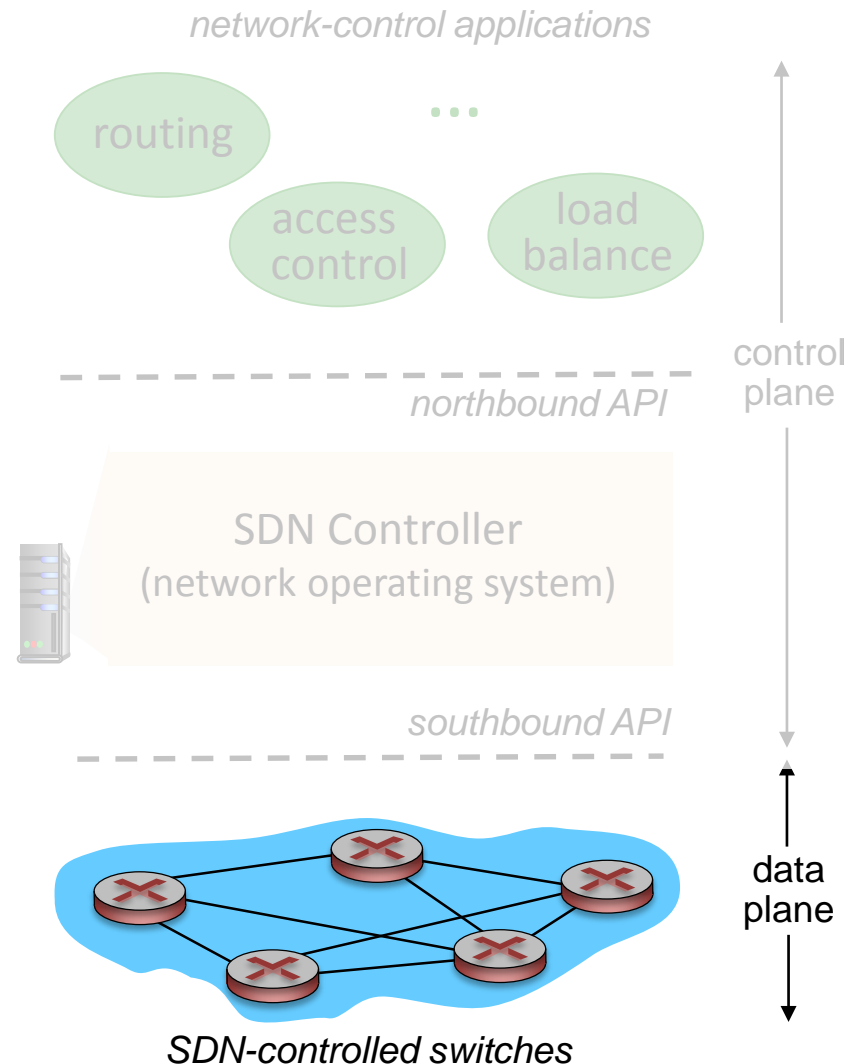 network-control applications
routing
...
access
control
load
balance
control
plane
northbound API
SDN Controller
(network operating system)
southbound API
data
plane
SDN-controlled switches